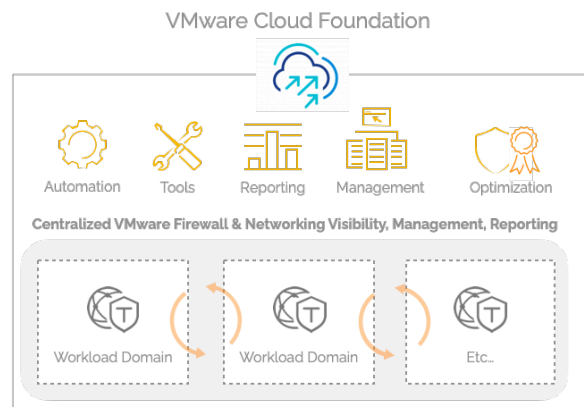 VMware Cloud Foundation
Automation
Tools
Reporting
Management
Optimization
Centralized VMware Firewall & Networking Visibility, Management, Reporting
T
T
T
Workload Domain
Workload Domain
Etc...